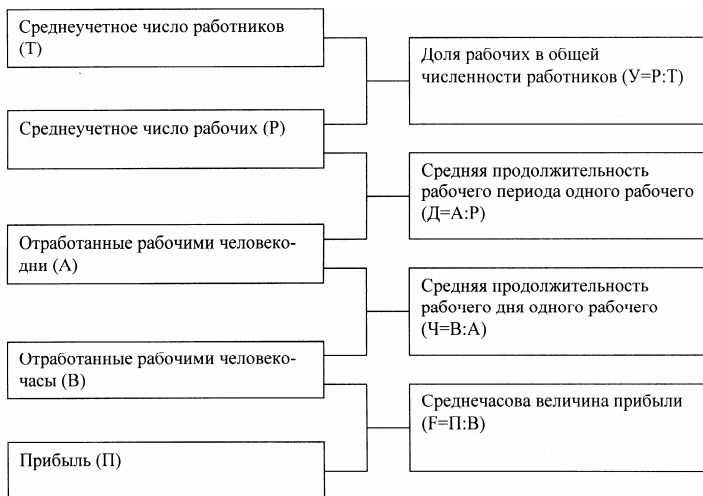 Среднеучетное число работников
(Т)
Доля рабочих в общей
численности работников (У=Р:Т)
Среднеучетное число рабочих (Р)
Средняя продолжительность
рабочего периода одного рабочего
(Д=А:Р)
Отработанные рабочими человеко-
дни (А)
Средняя продолжительность
рабочего дня одного рабочего
(Ч=В:А)
Отработанные рабочими человеко-
часы (В)
Среднечасова величина прибыли
(F=П:В)
Прибыль (П)